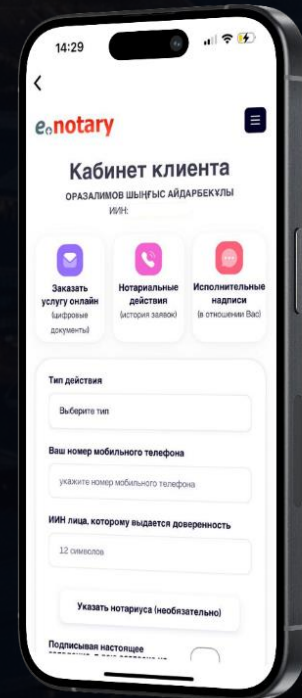 14:29
e.notary
Кабинет клиента
ОРАЗАЛИМОВ ШЫҢҒЫС АЙДАРБЕКҰЛЫ
ИИН:
Заказать
услугу онлайн
(цифровые
документы)
Нотариальные
действия
(история заявок)
Исполнительные
надписи
(в отношении Вас)
Тип действия
Выберите тип
Ваш номер мобильного телефона
укажите номер мобильного телефона
ИИН лица, которому выдается доверенность
12 символов
Указать нотариуса (необязательно)
Подписывая настоящее